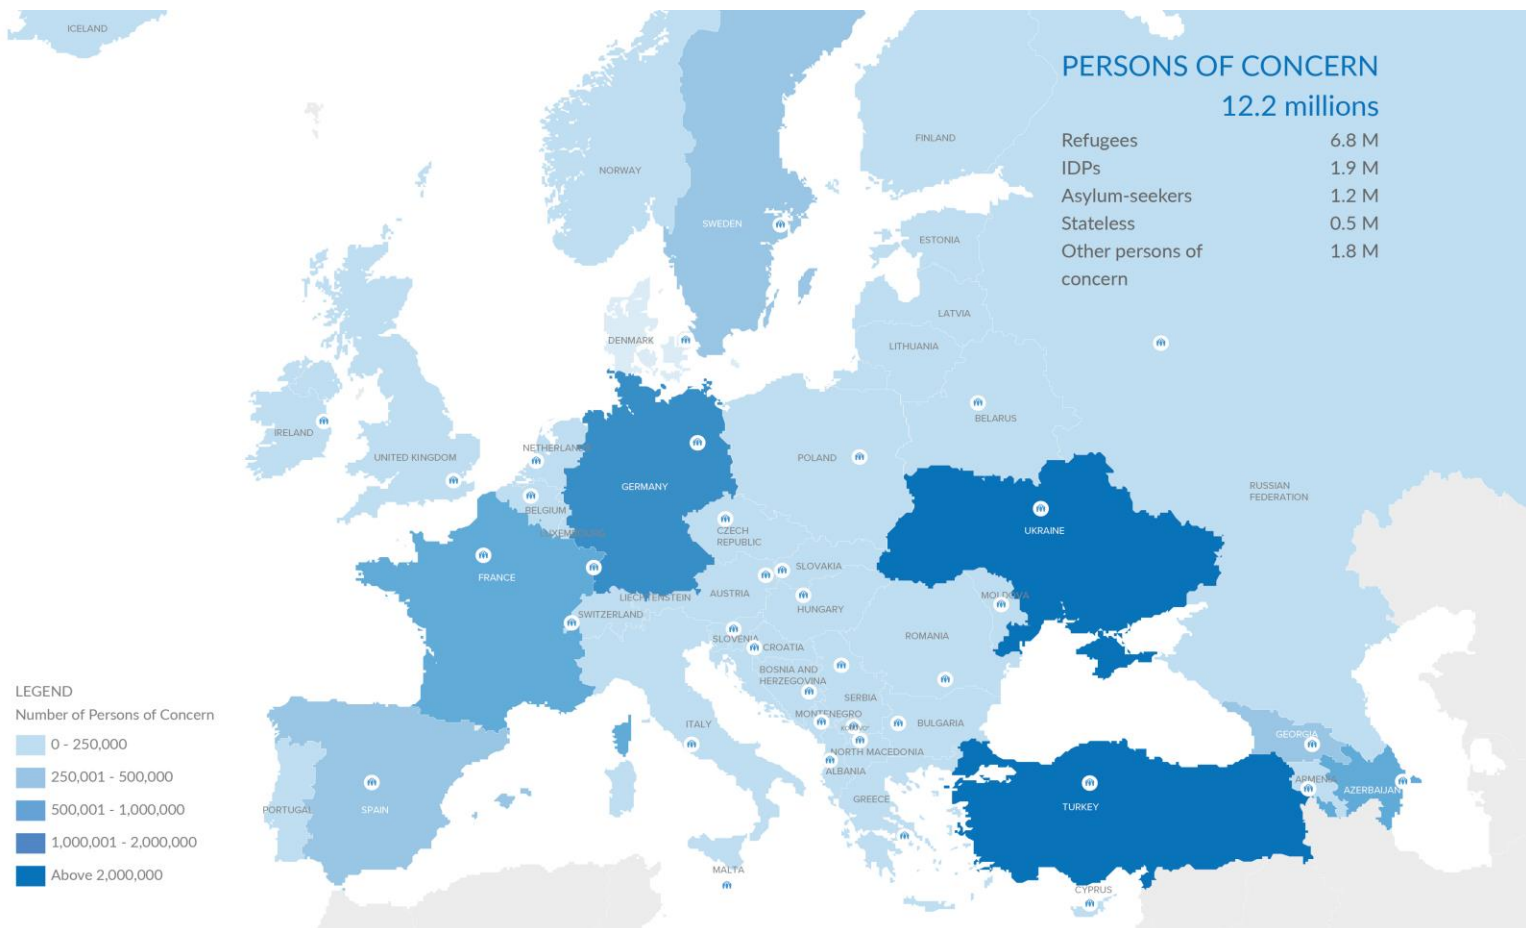 ICELAND
PERSONS OF CONCERN
12.2 millions
Refugees 6.8 M
IDPs 1.9 M
Asylum-seekers 1.2 M
Stateless 0.5 M
Other persons of 1.8 M
concern
FINLAND
NORWAY
SWEDEN
ESTONIA
LATVIA
DENMARK
LITHUANIA
BELARUS
IRELAND
NETHERLANDS
UNITED KINGDOM
POLAND
GERMANY
RUSSIAN
FEDERATION
BELGIUM
UKRAINE
LUXEMBOURG
CZECH
REPUBLIC
SLOVAKIA
FRANCE
LIECHTENSTEIN
AUSTRIA
MOLDOVA
HUNGARY
SWITZERLAND
ROMANIA
SLOVENIA
CROATIA
BOSNIA AND
HERZEGOVINA
SERBIA
MONTENEGRO
ITALY
BULGARIA
GEORGIA
NORTH MACEDONIA
ALBANIA
ARMENIA
AZERBAIJAN
GREECE
TURKEY
PORTUGAL
SPAIN
MALTA
CYPRUS
LEGEND
Number of Persons of Concern
0 - 250,000
250,001 - 500,000
500,001 - 1,000,000
1,000,001 - 2,000,000
Above 2,000,000